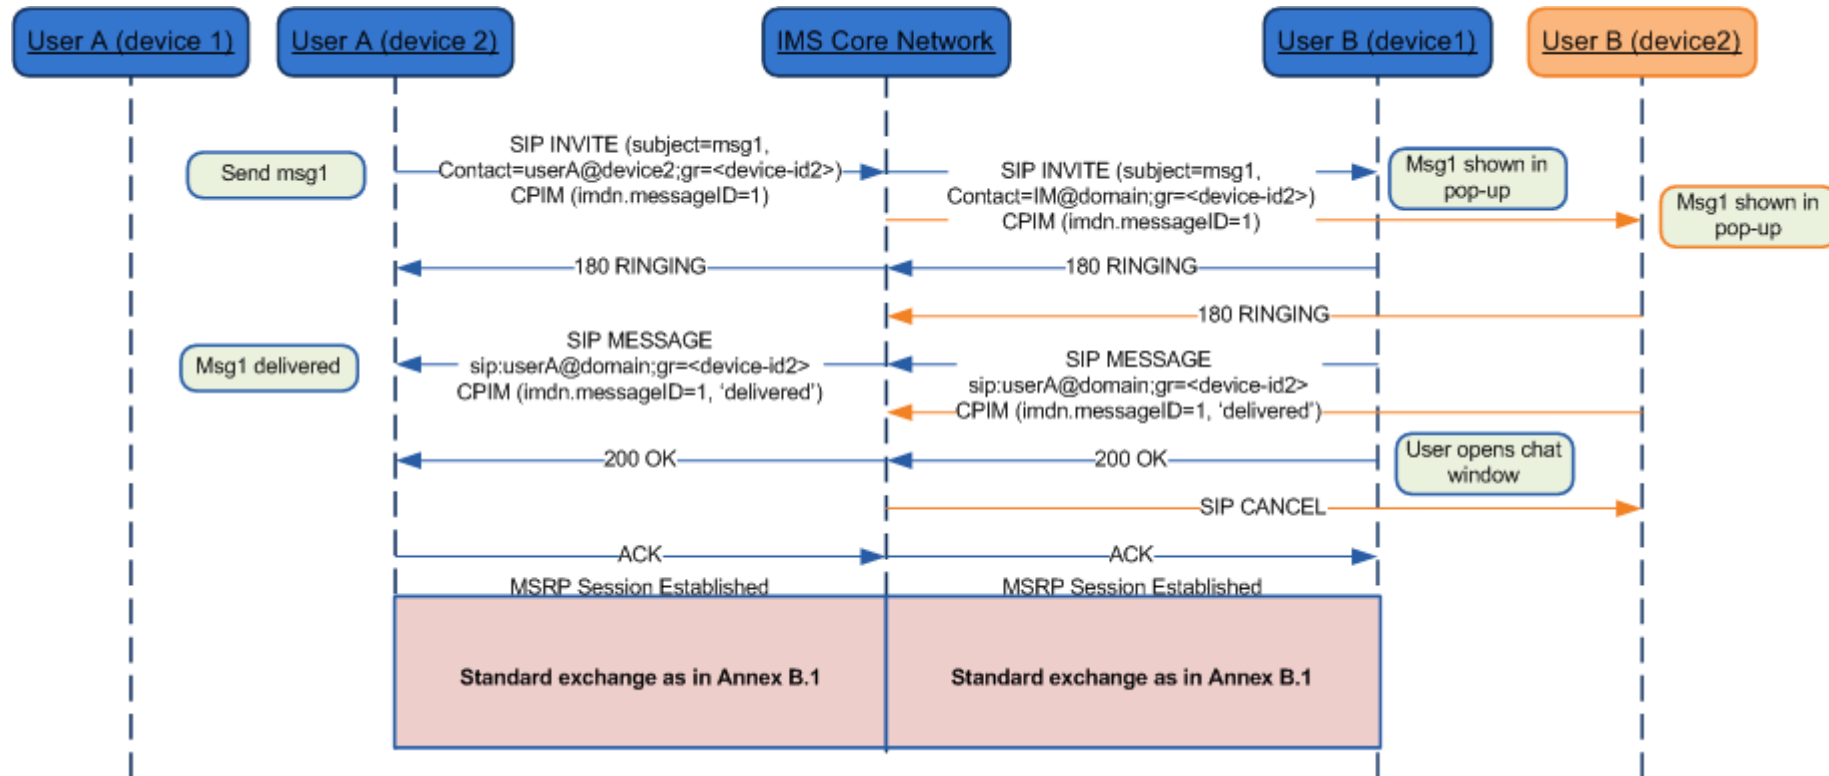 User A (device 1)
User A (device 2)
IMS Core Network
User B (device1)
User B (device2)
Send msg1
SIP INVITE (subject=msg1,
Contact=userA@device2;gr=<device-id2>)
CPIM (imdn.messageID=1)
SIP INVITE (subject=msg1,
Contact=IM@domain;gr=<device-id2>)
CPIM (imdn.messageID=1)
Msg1 shown in
pop-up
Msg1 shown in
pop-up
180 RINGING
180 RINGING
180 RINGING
Msg1 delivered
SIP MESSAGE
sip:userA@domain;gr=<device-id2>
CPIM (imdn.messageID=1, ‘delivered’)
SIP MESSAGE
sip:userA@domain;gr=<device-id2>
CPIM (imdn.messageID=1, ‘delivered’)
200 OK
200 OK
User opens chat
window
SIP CANCEL
ACK
ACK
MSRP Session Established
MSRP Session Established
Standard exchange as in Annex B.1
Standard exchange as in Annex B.1